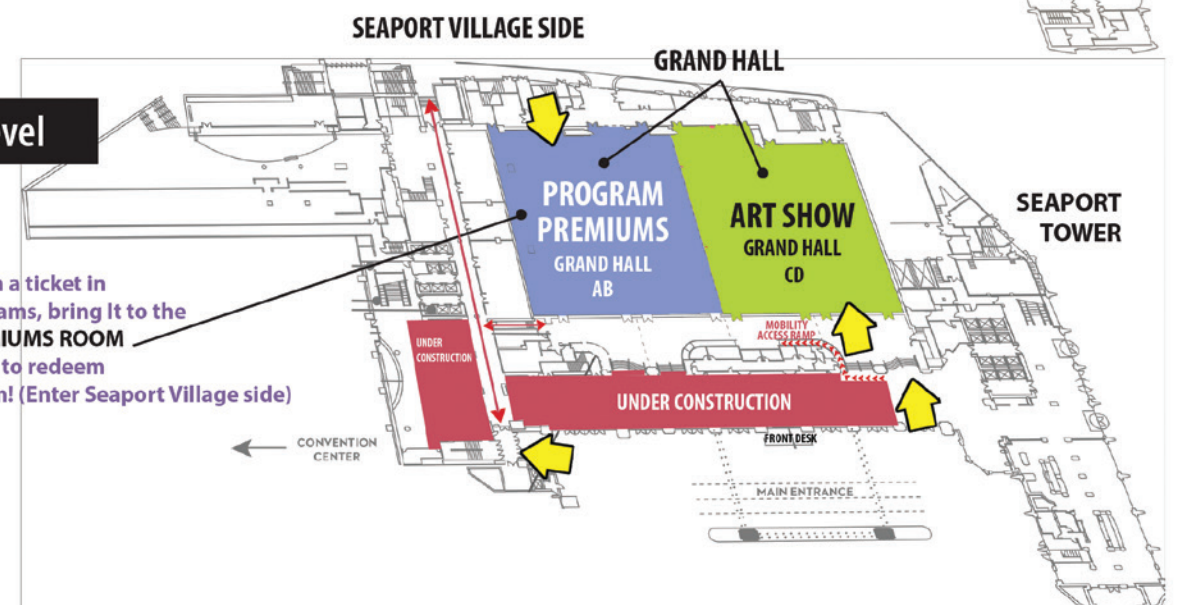 SEAPORT VILLAGE SIDE
GRAND HALL
vel
PROGRAM
PREMIUMS
GRAND HALL
AB
ART SHOW
GRAND HALL
CD
SEAPORT
TOWER
a ticket in
ams, bring It to the
IUMS ROOM
to redeem
! (Enter Seaport Village side)
MOBILITY
ACCESS RAMP
UNDER
CONSTRUCTION
UNDER CONSTRUCTION
FRONT DESK
CONVENTION
CENTER
MAIN ENTRANCE